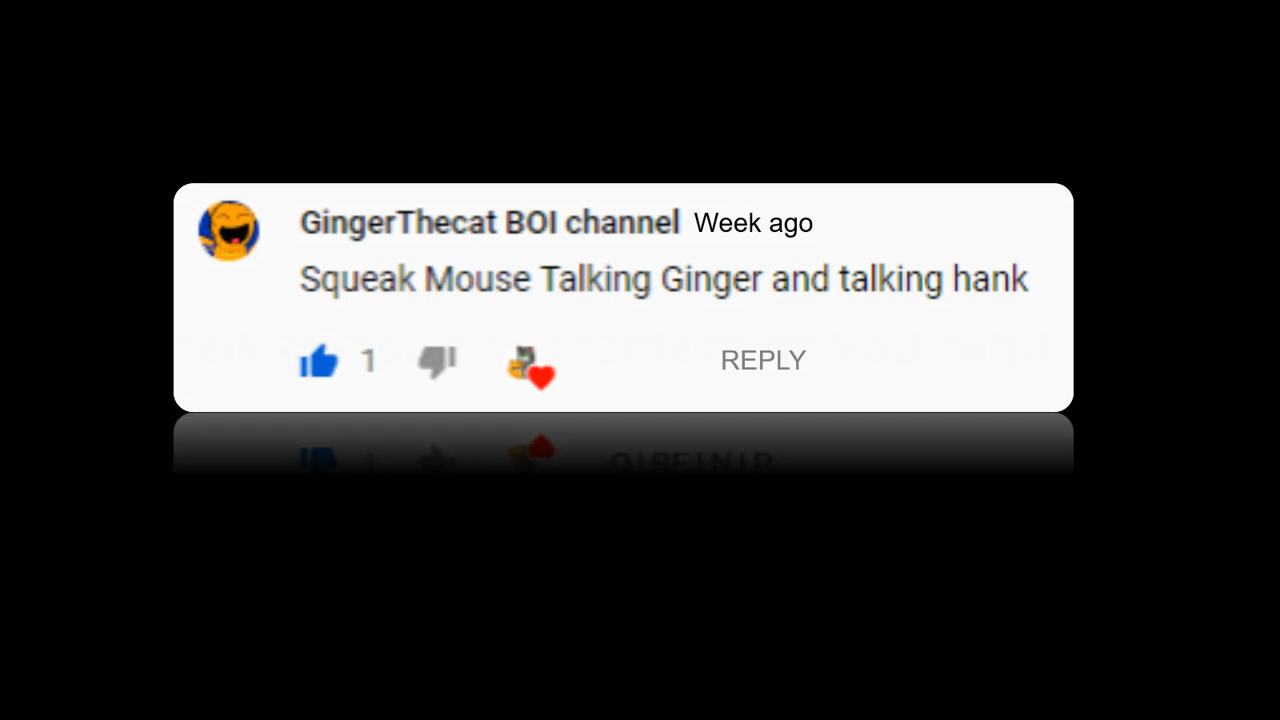 GingerThecat BOI channel Week ago
Squeak Mouse Talking Ginger and talking hank
1 REPLY